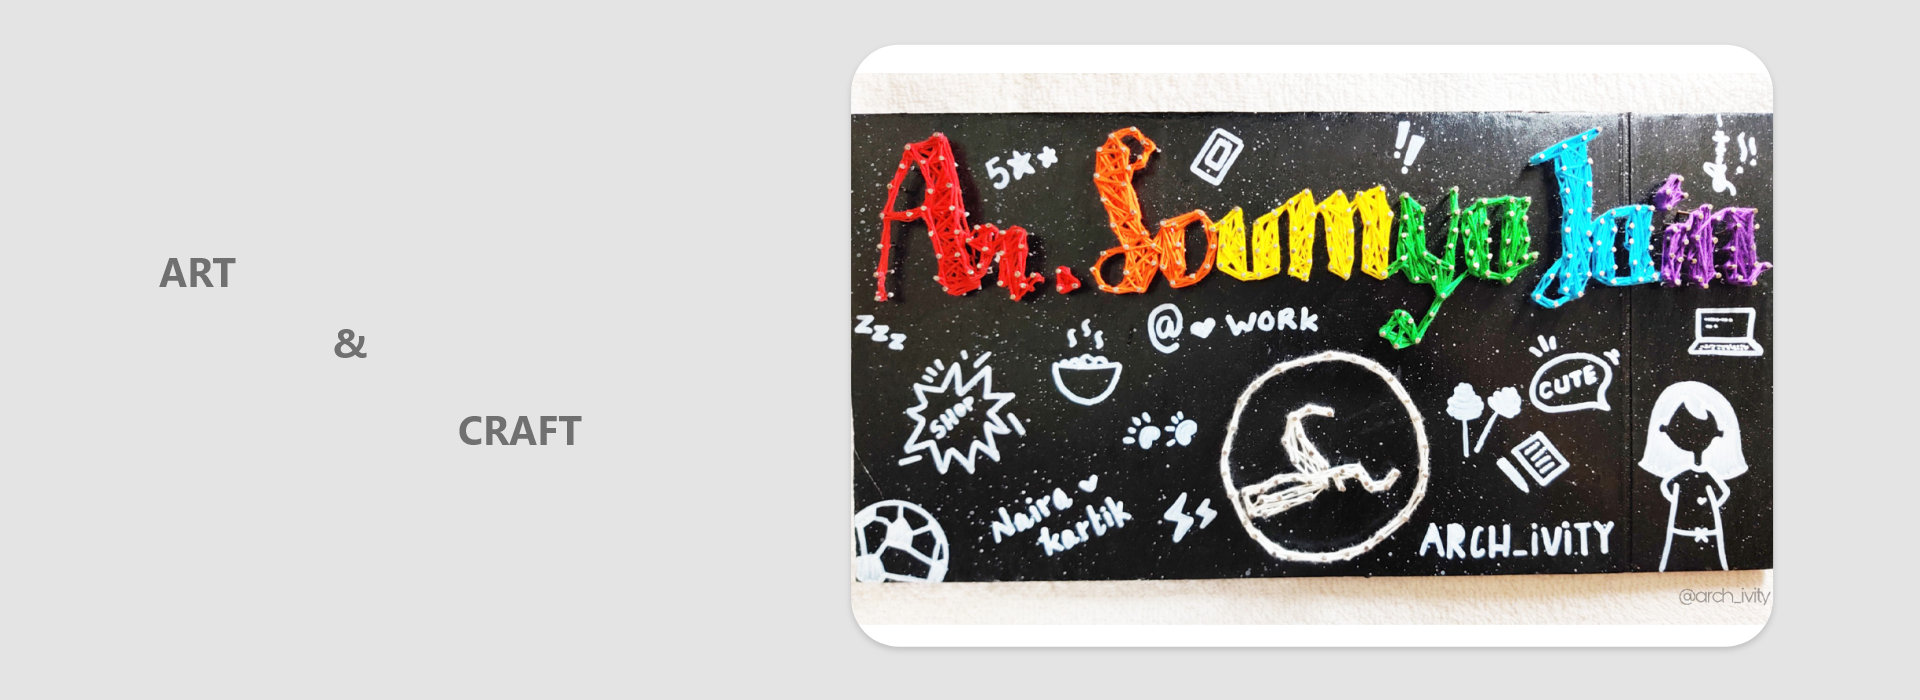 ART
&
CRAFT
Ar. Soumya Jain
5**
!!
zzz
@ ❤ WORK
SHOP
CUTE
Naira ❤
kartik
ARCH_iViTY
@arch_ivity